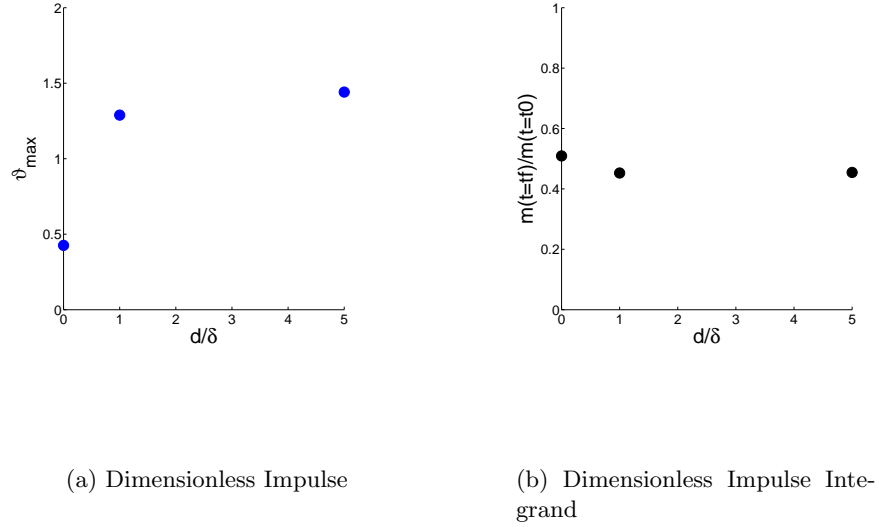 2
1.5
1
0.5
0
0 1 2 3 4 5
ϑmax
d/δ
1
0.8
0.6
0.4
0.2
0
0 1 2 3 4 5
m(t=tf)/m(t=t0)
d/δ
(a) Dimensionless Impulse
(b) Dimensionless Impulse Inte-
grand